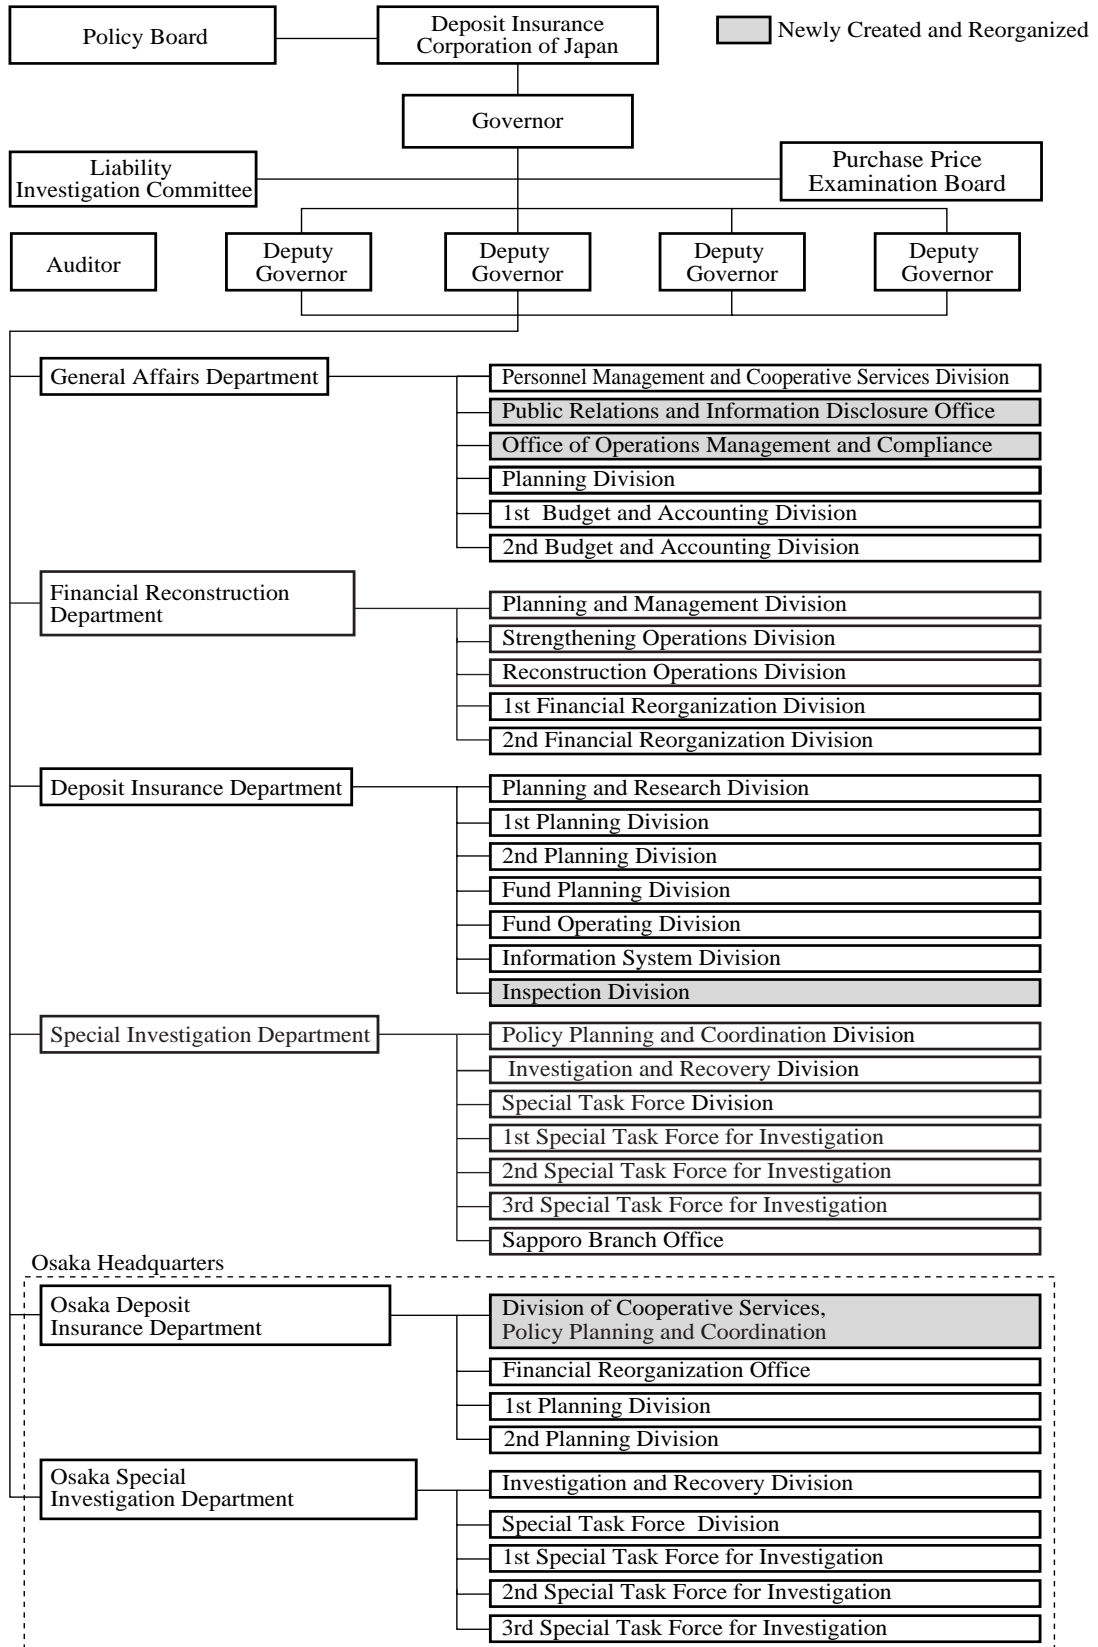 Policy Board
Deposit Insurance
Corporation of Japan
Newly Created and Reorganized
Governor
Liability
Investigation Committee
Purchase Price
Examination Board
Auditor
Deputy
Governor
Deputy
Governor
Deputy
Governor
Deputy
Governor
General Affairs Department
Personnel Management and Cooperative Services Division
Public Relations and Information Disclosure Office
Office of Operations Management and Compliance
Planning Division
1st Budget and Accounting Division
2nd Budget and Accounting Division
Financial Reconstruction
Department
Planning and Management Division
Strengthening Operations Division
Reconstruction Operations Division
1st Financial Reorganization Division
2nd Financial Reorganization Division
Deposit Insurance Department
Planning and Research Division
1st Planning Division
2nd Planning Division
Fund Planning Division
Fund Operating Division
Information System Division
Inspection Division
Special Investigation Department
Policy Planning and Coordination Division
Investigation and Recovery Division
Special Task Force Division
1st Special Task Force for Investigation
2nd Special Task Force for Investigation
3rd Special Task Force for Investigation
Sapporo Branch Office
Osaka Headquarters
Osaka Deposit
Insurance Department
Division of Cooperative Services,
Policy Planning and Coordination
Financial Reorganization Office
1st Planning Division
2nd Planning Division
Osaka Special
Investigation Department
Investigation and Recovery Division
Special Task Force Division
1st Special Task Force for Investigation
2nd Special Task Force for Investigation
3rd Special Task Force for Investigation